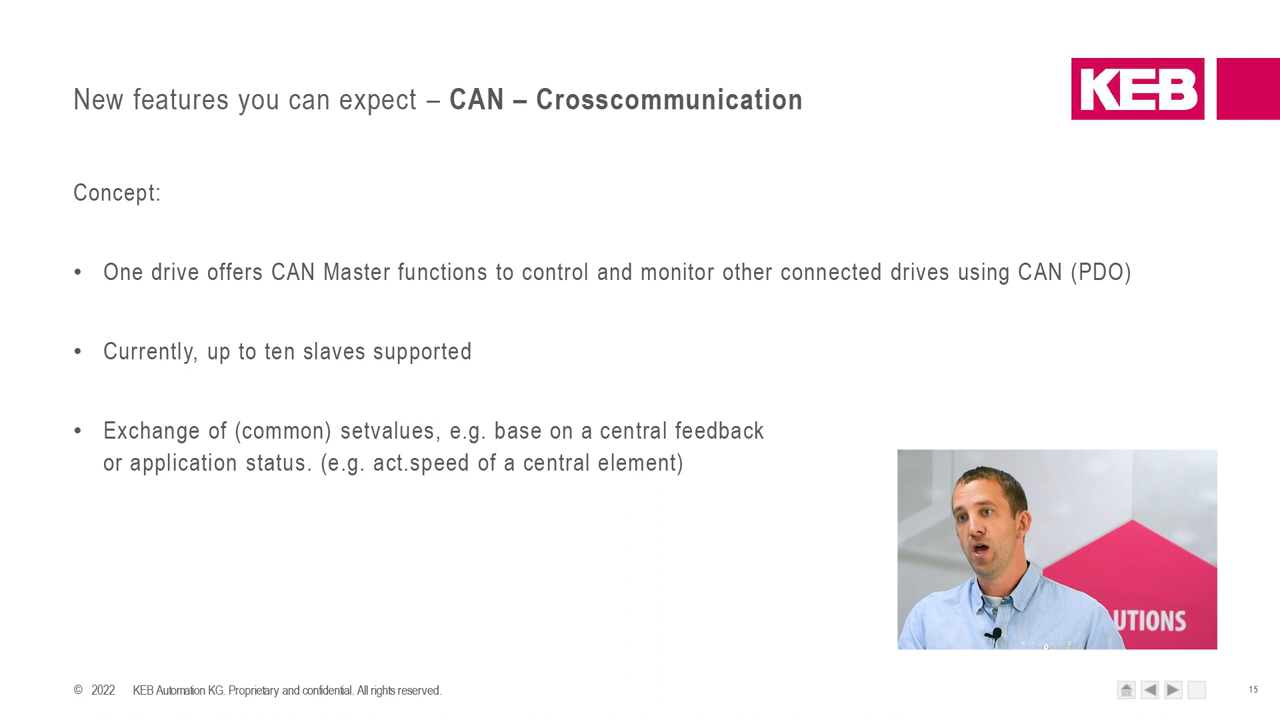 New features you can expect – CAN – Crosscommunication
KEB
Concept:
• One drive offers CAN Master functions to control and monitor other connected drives using CAN (PDO)
• Currently, up to ten slaves supported
• Exchange of (common) setvalues, e.g. base on a central feedback
or application status. (e.g. act.speed of a central element)
UTIONS
© 2022 KEB Automation KG. Proprietary and confidential. All rights reserved.
15